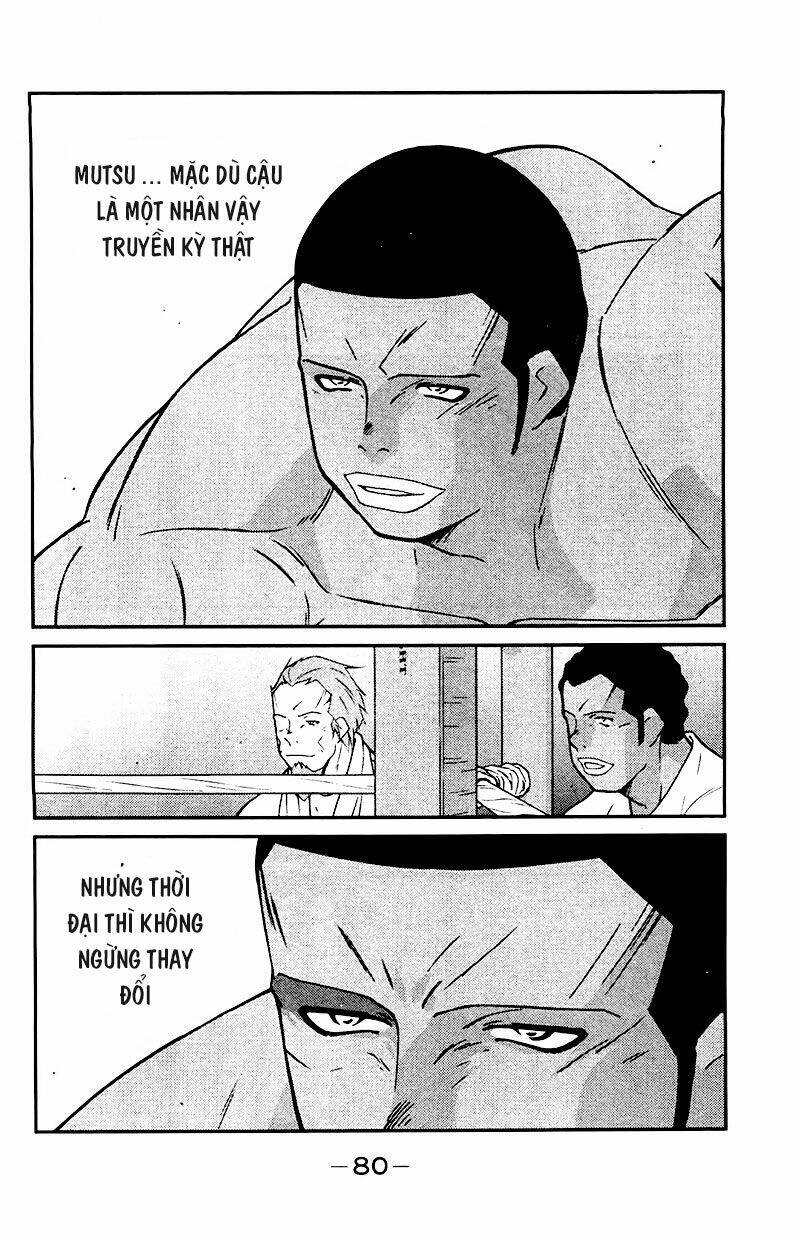 MUTSU ... MẶC DÙ CẬU
LÀ MỘT NHÂN VẬY
TRUYỀN KỲ THẬT
NHƯNG THỜI
ĐẠI THÌ KHÔNG
NGỪNG THAY
ĐỔI
-80-